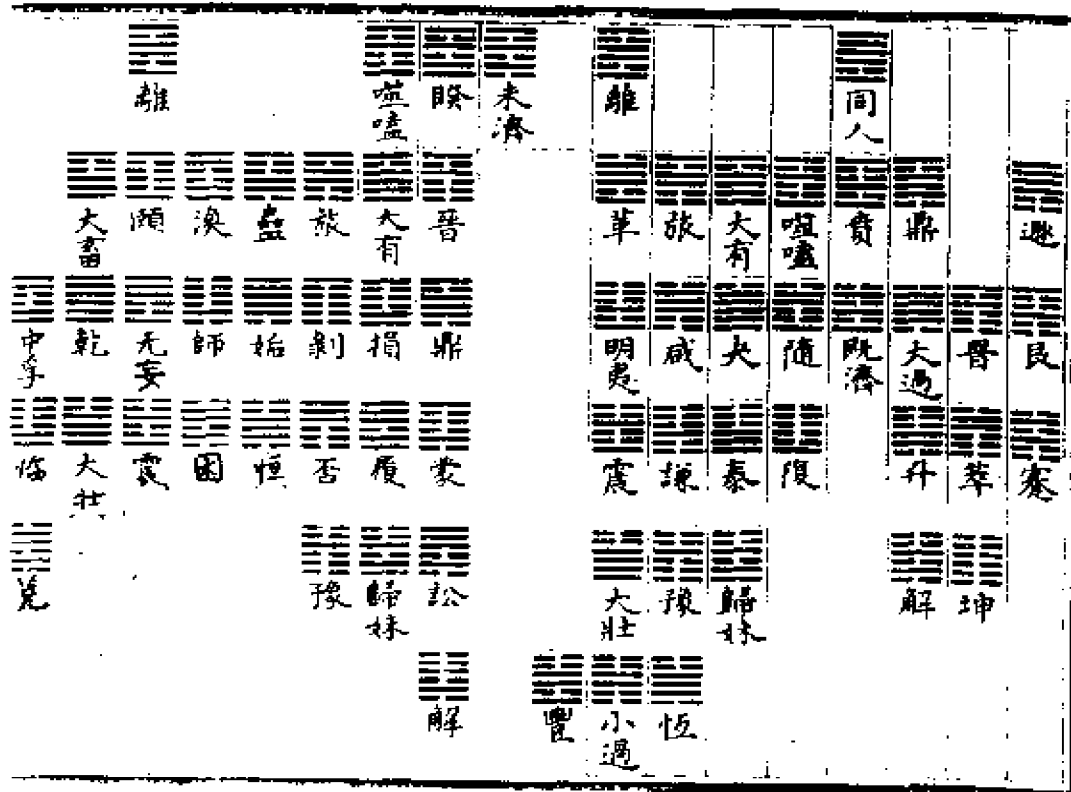 離 噬嗑 睽 未濟 離 同人
大畜 頤 渙 蠱 旅 大有 晉 革 大有 噬嗑 賁 鼎 遯
中孚 乾 无妄 師 姤 剝 損 鼎 明夷 咸 夬 隨 既濟 大過 晉 艮
臨 大壯 震 困 恒 否 履 蒙 震 謙 泰 復 升 萃 蹇
兌 豫 歸妹 訟 大壯 豫 歸妹 解 坤
解 豐 小過 恆